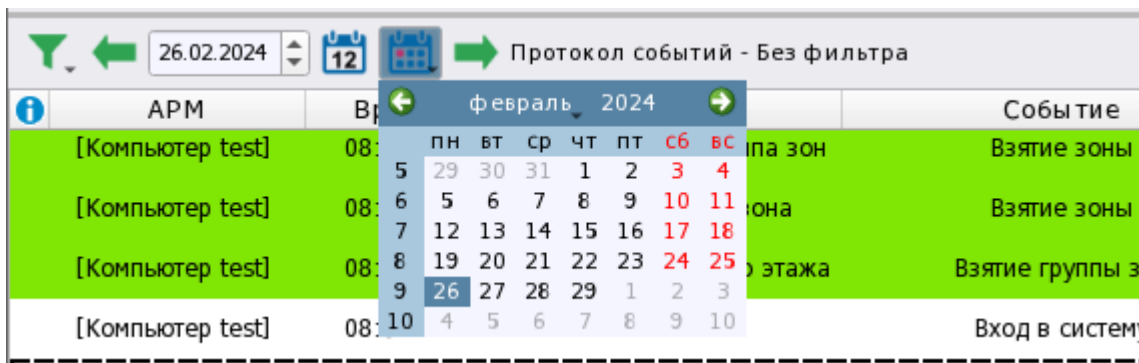 26.02.2024 12 Протокол событий - Без фильтра
АРМ Событие
февраль 2024
пн вт ср чт пт сб вс
5 29 30 31 1 2 3 4
6 5 6 7 8 9 10 11
7 12 13 14 15 16 17 18
8 19 20 21 22 23 24 25
9 26 27 28 29 1 2 3
10 4 5 6 7 8 9 10
[Компьютер test] 08: зон Взятие зоны
[Компьютер test] 08: Взятие зоны
[Компьютер test] 08: этажа Взятие группы
[Компьютер test] 08: Вход в систему